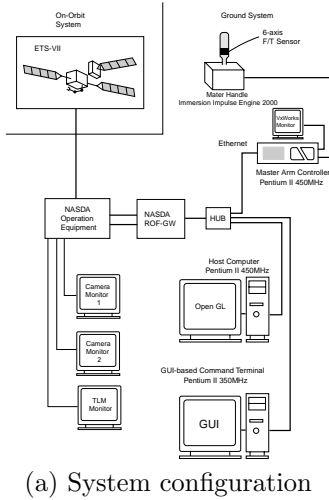 On-Orbit
System
Ground System
ETS-VII
6-axis
F/T Sensor
Mater Handle
Immersion Impulse Engine 2000
VxWorks
Monitor
Ethernet
Master Arm Controller
Pentium II 450MHz
NASDA
Operation
Equipment
NASDA
ROF-GW
HUB
Host Computer
Pentium II 450MHz
Camera
Monitor
1
Open GL
Camera
Monitor
2
GUI-based Command Terminal
Pentium II 350MHz
TLM
Monitor
GUI
(a) System configuration